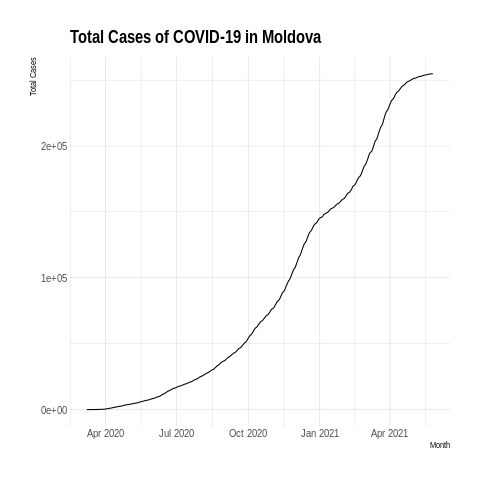 Total Cases of COVID-19 in Moldova
Total Cases
2e+05
1e+05
0e+00
Apr 2020 Jul 2020 Oct 2020 Jan 2021 Apr 2021
Month